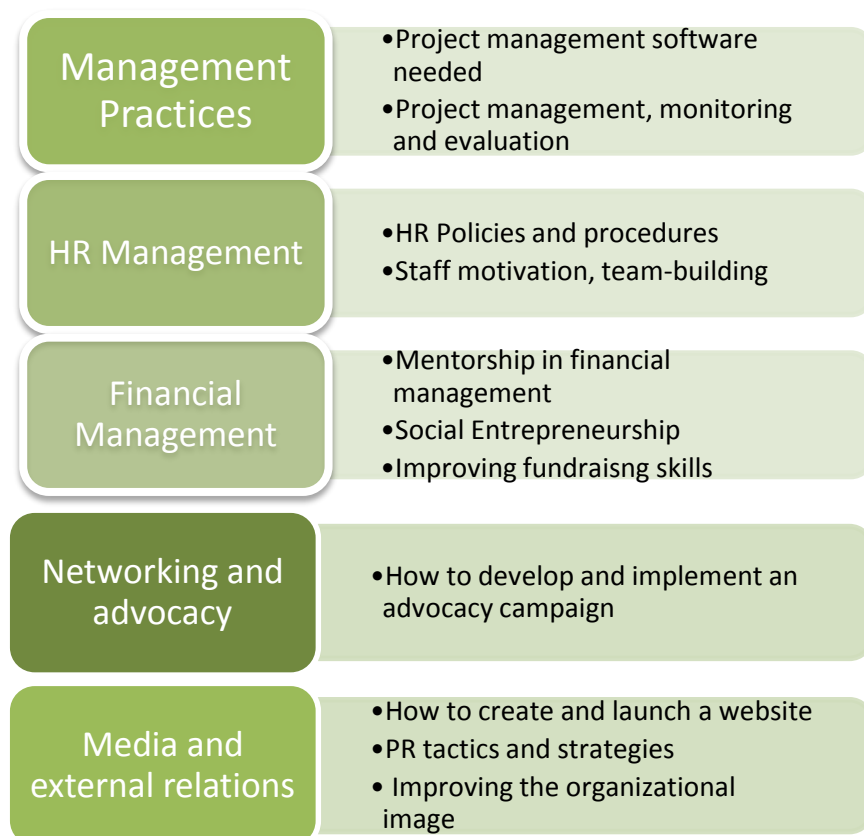 Management
Practices
•Project management software
needed
•Project management, monitoring
and evaluation
HR Management
•HR Policies and procedures
•Staff motivation, team-building
Financial
Management
•Mentorship in financial
management
•Social Entrepreneurship
•Improving fundraisng skills
Networking and
advocacy
•How to develop and implement an
advocacy campaign
Media and
external relations
•How to create and launch a website
•PR tactics and strategies
• Improving the organizational
image